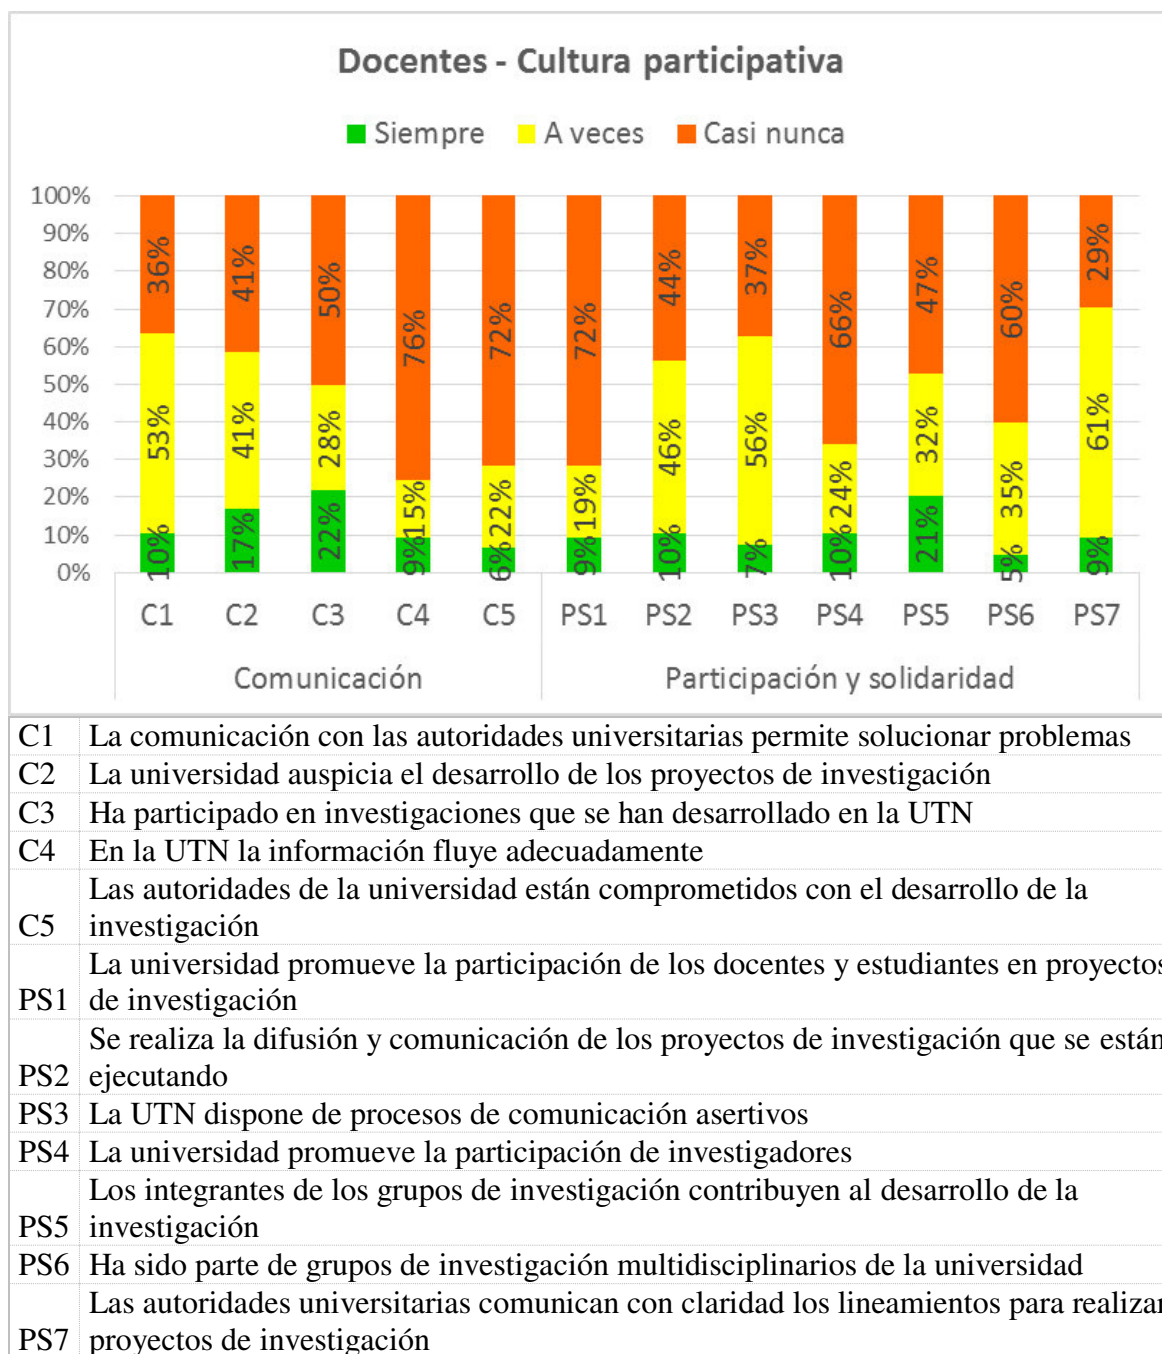 Docentes - Cultura participativa
Siempre A veces Casi nunca
100%
90%
80%
70%
60%
50%
40%
30%
20%
10%
0%
36% 41% 50% 76% 72% 72% 44% 37% 66% 47% 60% 29%
53% 41% 28% 15% 22% 19% 46% 56% 24% 32% 35% 61%
10% 17% 22% 9% 6% 9% 10% 7% 10% 21% 5% 9%
C1 C2 C3 C4 C5 PS1 PS2 PS3 PS4 PS5 PS6 PS7
Comunicación Participación y solidaridad
C1 La comunicación con las autoridades universitarias permite solucionar problemas
C2 La universidad auspicia el desarrollo de los proyectos de investigación
C3 Ha participado en investigaciones que se han desarrollado en la UTN
C4 En la UTN la información fluye adecuadamente
Las autoridades de la universidad están comprometidos con el desarrollo de la
C5 investigación
La universidad promueve la participación de los docentes y estudiantes en proyectos
PS1 de investigación
Se realiza la difusión y comunicación de los proyectos de investigación que se están
PS2 ejecutando
PS3 La UTN dispone de procesos de comunicación asertivos
PS4 La universidad promueve la participación de investigadores
Los integrantes de los grupos de investigación contribuyen al desarrollo de la
PS5 investigación
PS6 Ha sido parte de grupos de investigación multidisciplinarios de la universidad
Las autoridades universitarias comunican con claridad los lineamientos para realizar
PS7 proyectos de investigación